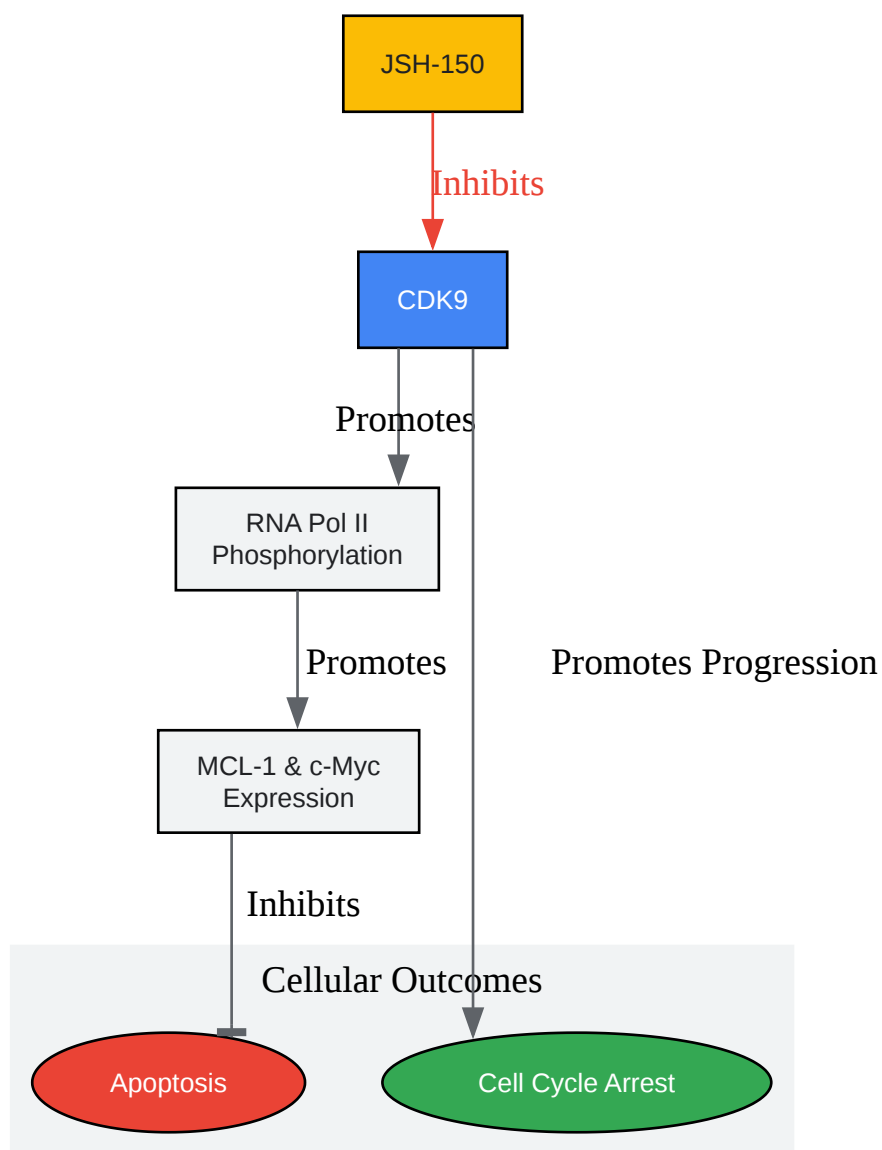 JSH-150
Inhibits
CDK9
Promotes
RNA Pol II
Phosphorylation
Promotes
Promotes Progression
MCL-1 & c-Myc
Expression
Inhibits
Cellular Outcomes
Apoptosis
Cell Cycle Arrest